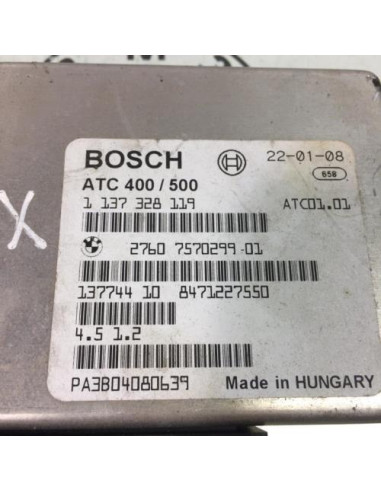 M
X
BOSCH 22-01-08
658
ATC 400 / 500
1 137 328 119 ATC01.01
2760 7570299-01
137744 10 8471227550
4.5 1.2
PA3B04080639 Made in HUNGARY